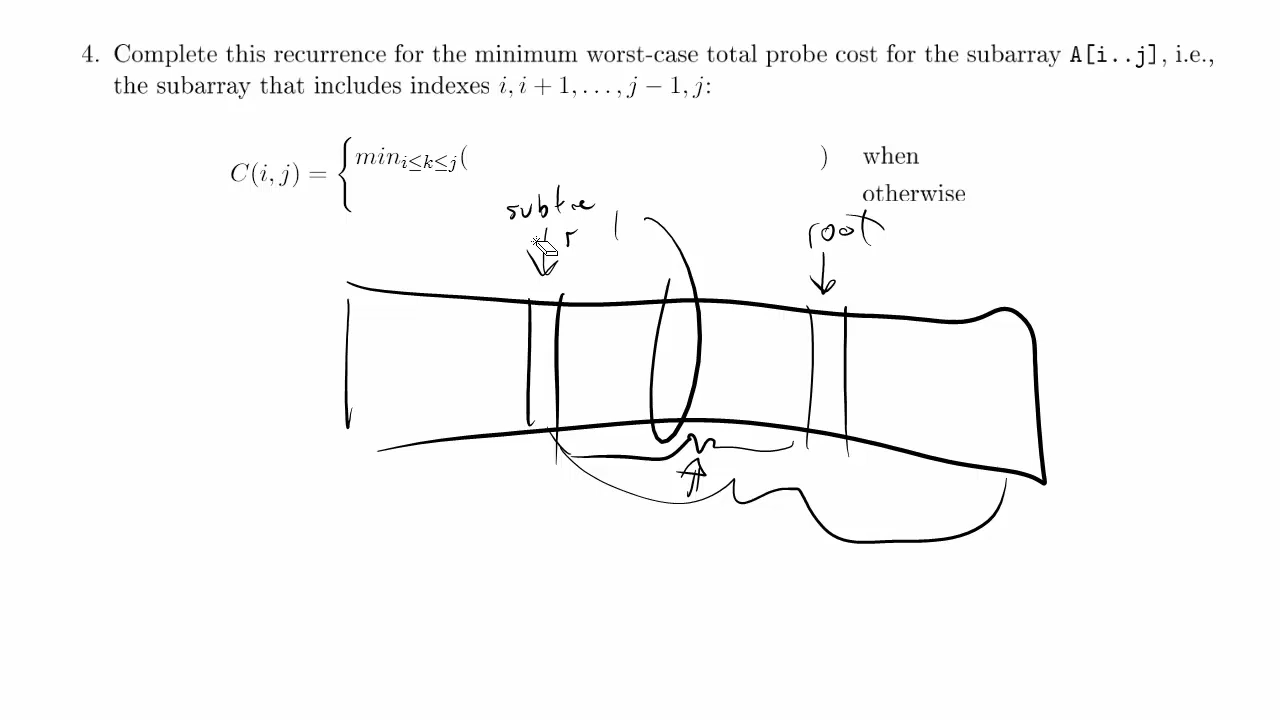 4. Complete this recurrence for the minimum worst-case total probe cost for the subarray A[i..j], i.e.,
the subarray that includes indexes i, i + 1, . . . , j − 1, j:
C(i, j) = { min_{i≤k≤j}( ) when
otherwise
subtre
r
root